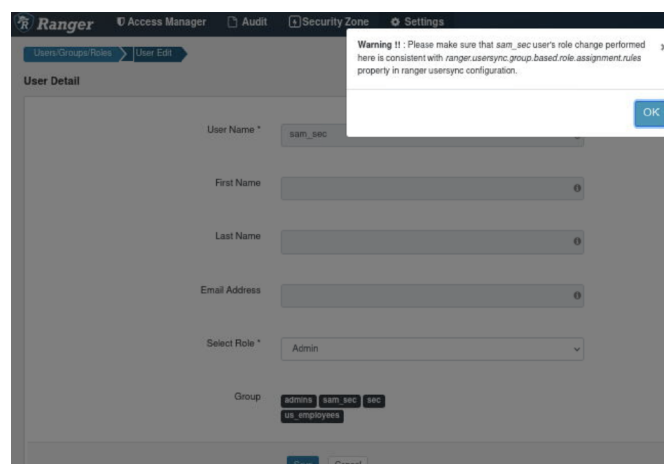 Ranger Access Manager Audit Security Zone Settings
Users/Groups/Roles User Edit
Warning !! : Please make sure that sam_sec user's role change performed
here is consistent with ranger.usersync.group.based.role.assignment.rules
property in ranger usersync configuration.
OK
User Detail
User Name *
sam_sec
First Name
Last Name
Email Address
Select Role *
Admin
Group
admins sam_sec sec
us_employees
Save Cancel